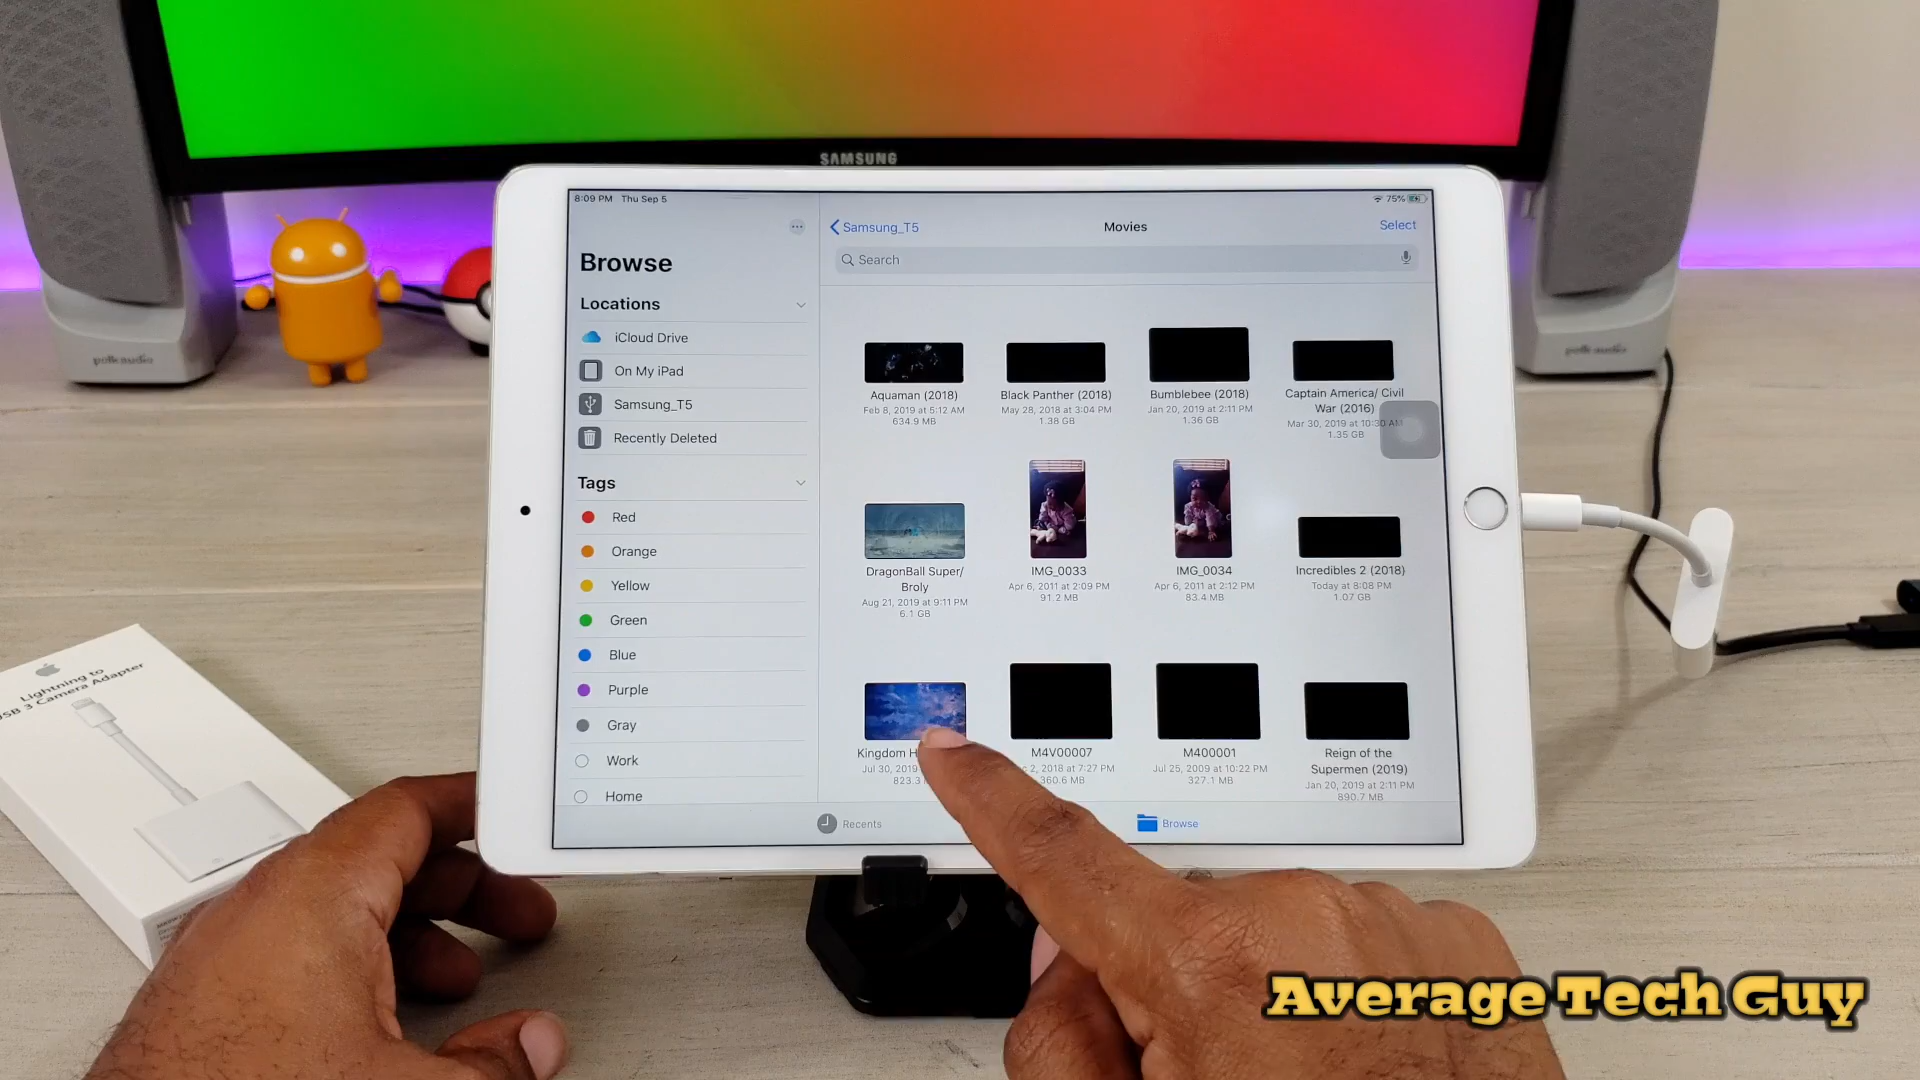 SAMSUNG
polkaudio
polkaudio
8:09 PM Thu Sep 5
75%
Browse
Locations
iCloud Drive
On My iPad
Samsung_T5
Recently Deleted
Tags
Red
Orange
Yellow
Green
Blue
Purple
Gray
Work
Home
Samsung_T5
Movies
Select
Search
Aquaman (2018)
Feb 8, 2019 at 5:12 AM
634.9 MB
Black Panther (2018)
May 28, 2018 at 3:04 PM
1.38 GB
Bumblebee (2018)
Jan 20, 2019 at 2:11 PM
1.36 GB
Captain America/ Civil
War (2016)
Mar 30, 2019 at 10:30 AM
1.35 GB
DragonBall Super/
Broly
Aug 21, 2019 at 9:11 PM
6.1 GB
IMG_0033
Apr 6, 2011 at 2:09 PM
91.2 MB
IMG_0034
Apr 6, 2011 at 2:12 PM
83.4 MB
Incredibles 2 (2018)
Today at 8:08 PM
1.07 GB
Kingdom H
Jul 30, 2019
823.3
M4V00007
c 2, 2018 at 7:27 PM
360.6 MB
M400001
Jul 25, 2009 at 10:22 PM
327.1 MB
Reign of the
Supermen (2019)
Jan 20, 2019 at 2:11 PM
890.7 MB
Recents
Browse
Lightning to
USB 3 Camera Adapter
Average Tech Guy